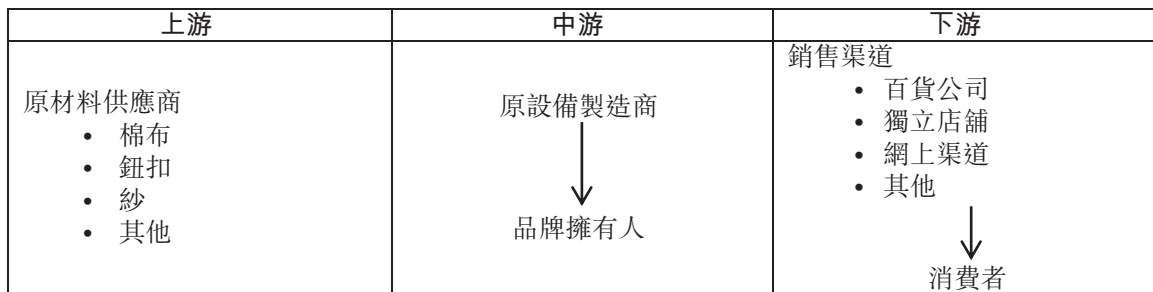 上游
中游
下游
原材料供應商
• 棉布
• 鈕扣
• 紗
• 其他
原設備製造商
品牌擁有人
銷售渠道
• 百貨公司
• 獨立店舖
• 網上渠道
• 其他
消費者